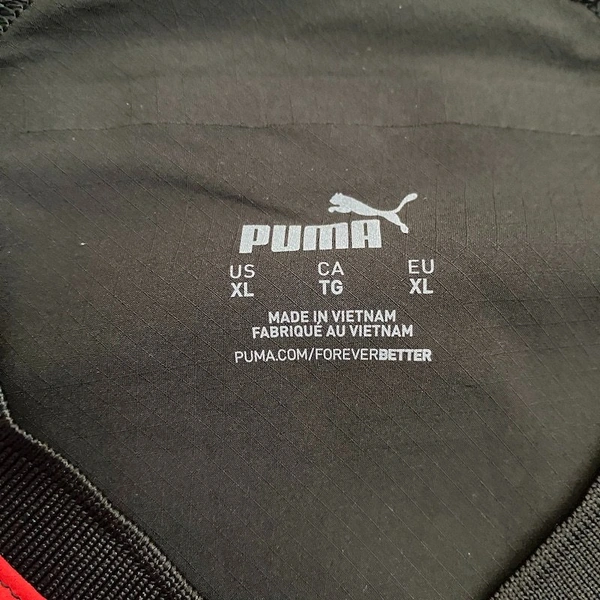 PUMA
US CA EU
XL TG XL
MADE IN VIETNAM
FABRIQUÉ AU VIETNAM
PUMA.COM/FOREVERBETTER